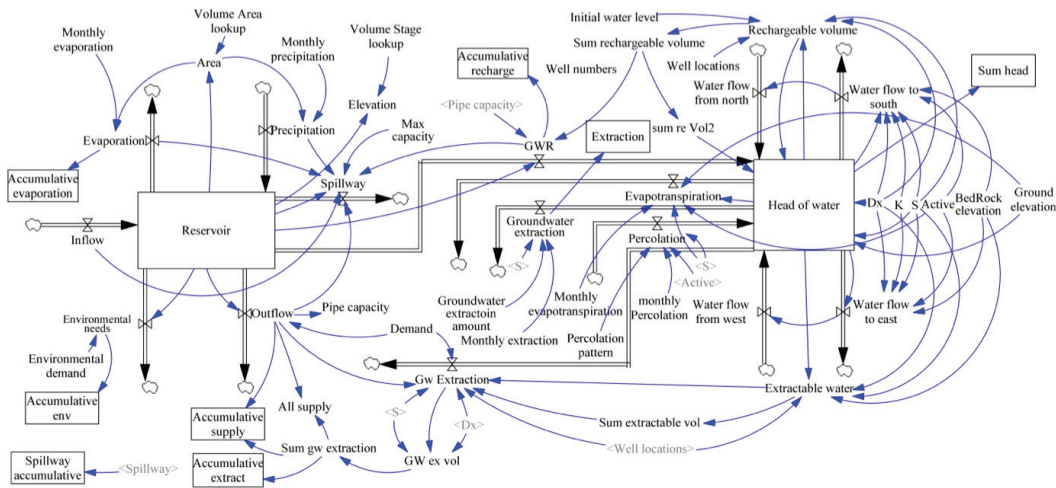 Volume Area
lookup
Monthly
evaporation
Monthly
precipitation
Volume Stage
lookup
Area
Elevation
Evaporation
Precipitation
Max
capacity
Accumulative
evaporation
Spillway
Inflow
Reservoir
Environmental
needs
Environmental
demand
Accumulative
env
Outflow
Pipe capacity
Accumulative
supply
All supply
Sum gw extraction
Accumulative
extract
Spillway
accumulative
<Spillway>
Initial water level
Sum rechargeable volume
Rechargeable volume
Accumulative
recharge
Well numbers
Well locations
Sum head
<Pipe capacity>
Extraction
sum re Vol2
GWR
Water flow
from north
Water flow to
south
Evapotranspiration
Head of water
Dx
K
S
Active
BedRock
elevation
Ground
elevation
Groundwater
extraction
Percolation
<S>
<S>
<Active>
Groundwater
extractoin
amount
Monthly
evapotranspiration
monthly
Percolation
Water flow
from west
Water flow
to east
Demand
Monthly extraction
Percolation
pattern
Gw Extraction
Extractable water
<S>
<Dx>
Sum extractable vol
<Well locations>
GW ex vol